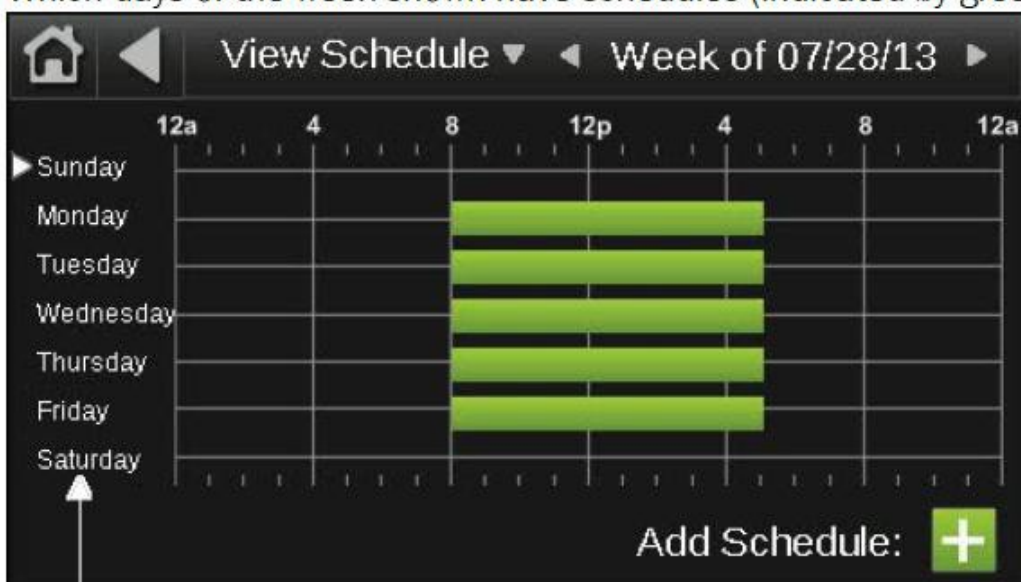 View Schedule Week of 07/28/13
12a 4 8 12p 4 8 12a
Sunday
Monday
Tuesday
Wednesday
Thursday
Friday
Saturday
Add Schedule: